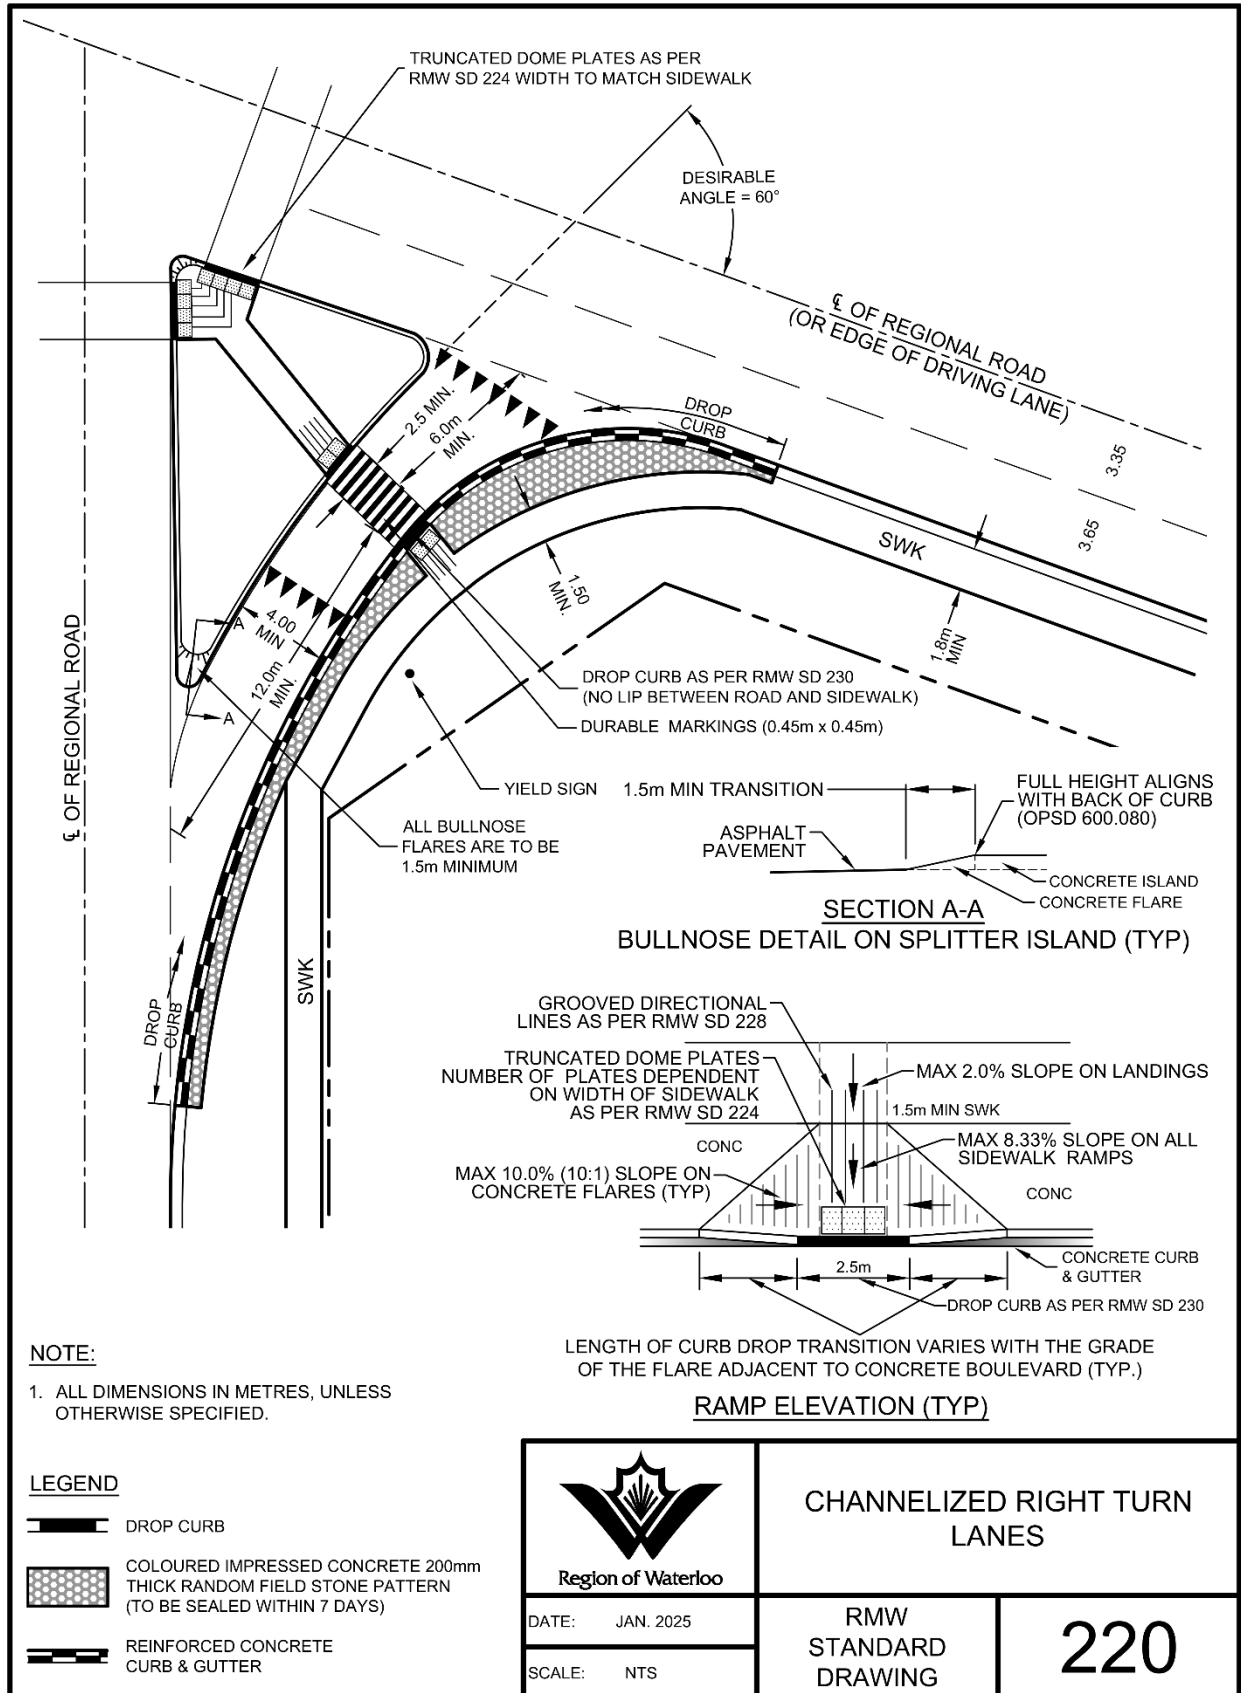 TRUNCATED DOME PLATES AS PER
RMW SD 224 WIDTH TO MATCH SIDEWALK
DESIRABLE
ANGLE = 60°
℄ OF REGIONAL ROAD
(OR EDGE OF DRIVING LANE)
DROP
CURB
2.5 MIN.
6.0m
MIN.
3.35
3.65
SWK
1.50
MIN.
1.8m
MIN
4.00
MIN
12.0m
MIN.
A
A
℄ OF REGIONAL ROAD
DROP CURB AS PER RMW SD 230
(NO LIP BETWEEN ROAD AND SIDEWALK)
DURABLE MARKINGS (0.45m x 0.45m)
YIELD SIGN
ALL BULLNOSE
FLARES ARE TO BE
1.5m MINIMUM
1.5m MIN TRANSITION
FULL HEIGHT ALIGNS
WITH BACK OF CURB
(OPSD 600.080)
ASPHALT
PAVEMENT
CONCRETE ISLAND
CONCRETE FLARE
SECTION A-A
BULLNOSE DETAIL ON SPLITTER ISLAND (TYP)
SWK
DROP
CURB
GROOVED DIRECTIONAL
LINES AS PER RMW SD 228
TRUNCATED DOME PLATES
NUMBER OF PLATES DEPENDENT
ON WIDTH OF SIDEWALK
AS PER RMW SD 224
MAX 2.0% SLOPE ON LANDINGS
1.5m MIN SWK
CONC
MAX 8.33% SLOPE ON ALL
SIDEWALK RAMPS
MAX 10.0% (10:1) SLOPE ON
CONCRETE FLARES (TYP)
CONC
2.5m
CONCRETE CURB
& GUTTER
DROP CURB AS PER RMW SD 230
LENGTH OF CURB DROP TRANSITION VARIES WITH THE GRADE
OF THE FLARE ADJACENT TO CONCRETE BOULEVARD (TYP.)
RAMP ELEVATION (TYP)
NOTE:
1. ALL DIMENSIONS IN METRES, UNLESS
OTHERWISE SPECIFIED.
LEGEND
DROP CURB
COLOURED IMPRESSED CONCRETE 200mm
THICK RANDOM FIELD STONE PATTERN
(TO BE SEALED WITHIN 7 DAYS)
REINFORCED CONCRETE
CURB & GUTTER
Region of Waterloo
CHANNELIZED RIGHT TURN
LANES
DATE: JAN. 2025
SCALE: NTS
RMW
STANDARD
DRAWING
220